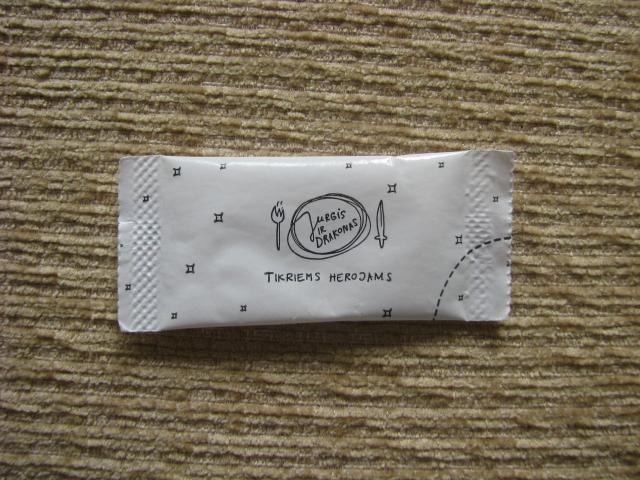 Jurgis
ir
Drakonas
Tikriems herojams